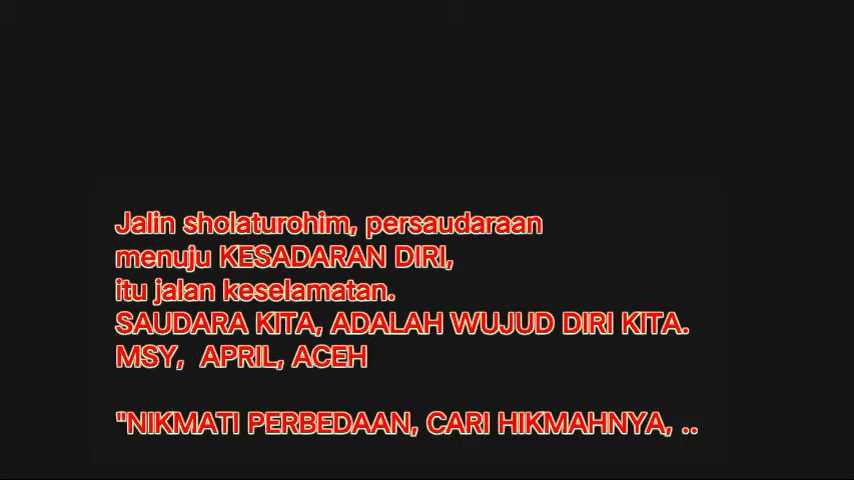 Jalin sholaturohim, persaudaraan
menuju KESADARAN DIRI,
itu jalan keselamatan.
SAUDARA KITA, ADALAH WUJUD DIRI KITA.
MSY,  APRIL, ACEH
"NIKMATI PERBEDAAN, CARI HIKMAHNYA, ..